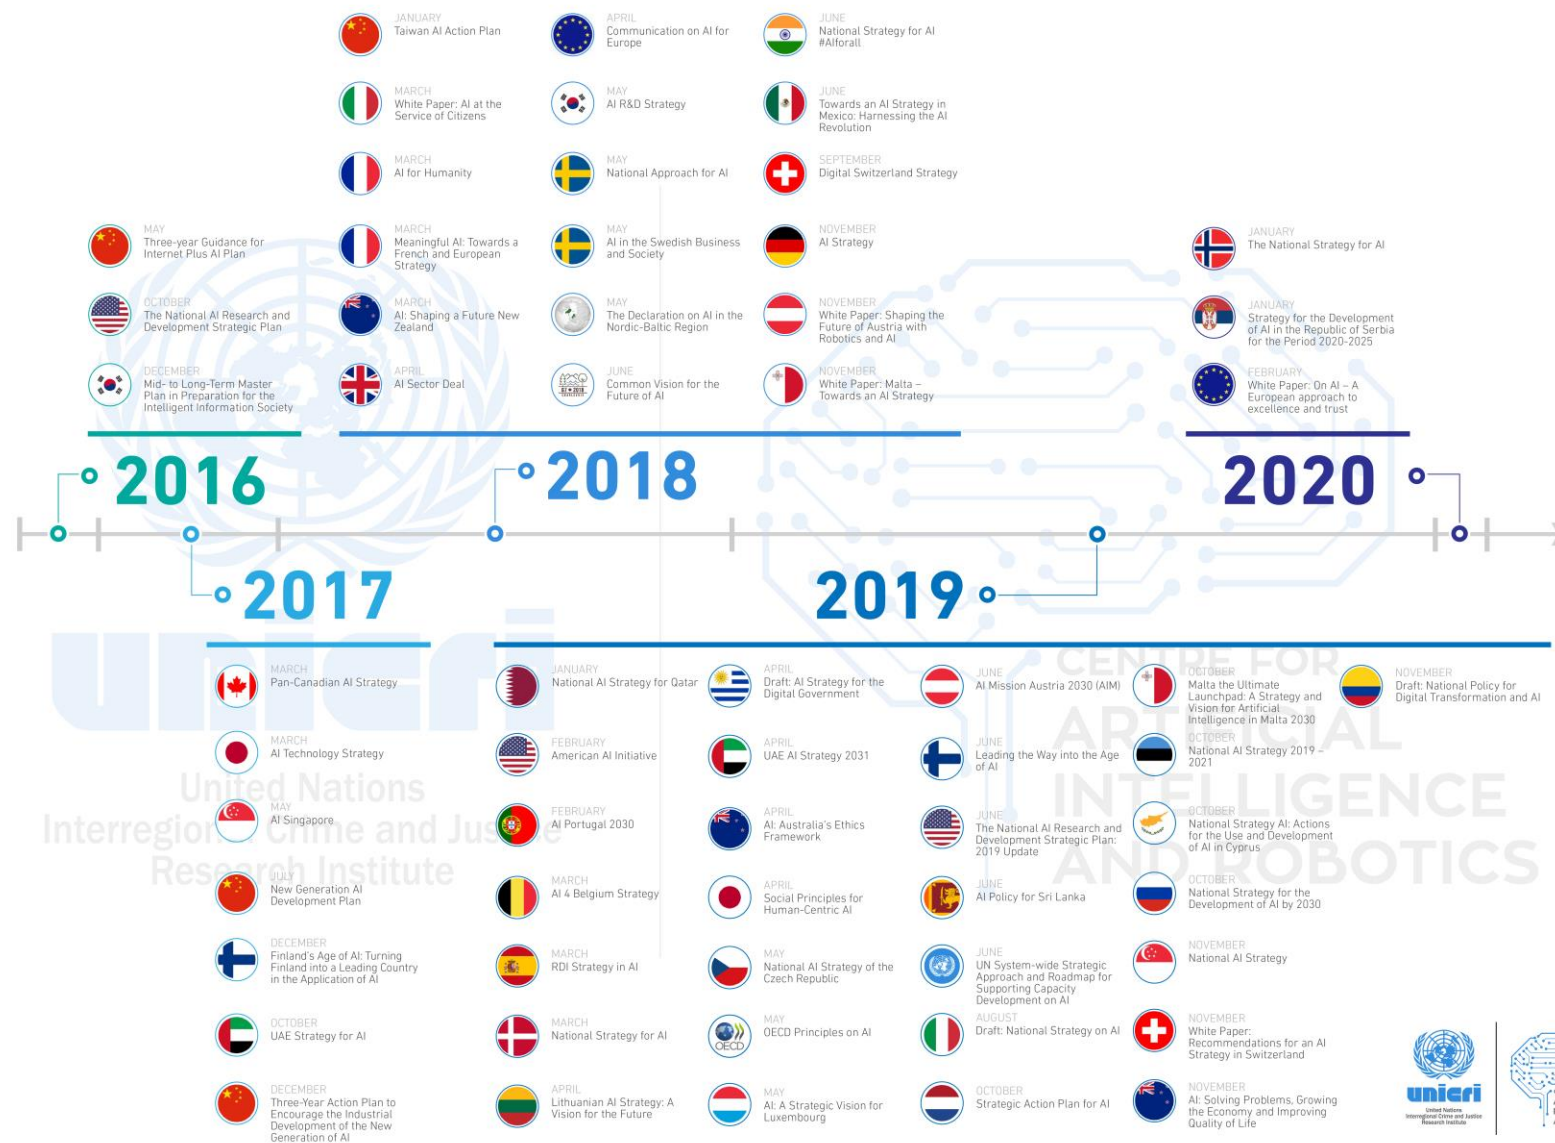 JANUARY
Taiwan AI Action Plan
MARCH
White Paper: AI at the
Service of Citizens
MARCH
AI for Humanity
MARCH
Meaningful AI: Towards a
French and European
Strategy
MARCH
AI: Shaping a Future New
Zealand
APRIL
AI Sector Deal
APRIL
Communication on AI for
Europe
MAY
AI R&D Strategy
MAY
National Approach for AI
MAY
AI in the Swedish Business
and Society
MAY
The Declaration on AI in the
Nordic-Baltic Region
JUNE
Common Vision for the
Future of AI
JUNE
National Strategy for AI
#AIforall
JUNE
Towards an AI Strategy in
Mexico: Harnessing the AI
Revolution
SEPTEMBER
Digital Switzerland Strategy
NOVEMBER
AI Strategy
NOVEMBER
White Paper: Shaping the
Future of Austria with
Robotics and AI
NOVEMBER
White Paper: Malta –
Towards an AI Strategy
MAY
Three-year Guidance for
Internet Plus AI Plan
OCTOBER
The National AI Research and
Development Strategic Plan
DECEMBER
Mid- to Long-Term Master
Plan in Preparation for the
Intelligent Information Society
JANUARY
The National Strategy for AI
JANUARY
Strategy for the Development
of AI in the Republic of Serbia
for the Period 2020-2025
FEBRUARY
White Paper: On AI – A
European approach to
excellence and trust
2016
2018
2020
2017
2019
MARCH
Pan-Canadian AI Strategy
MARCH
AI Technology Strategy
MAY
AI Singapore
JULY
New Generation AI
Development Plan
DECEMBER
Finland's Age of AI: Turning
Finland into a Leading Country
in the Application of AI
OCTOBER
UAE Strategy for AI
DECEMBER
Three-Year Action Plan to
Encourage the Industrial
Development of the New
Generation of AI
JANUARY
National AI Strategy for Qatar
FEBRUARY
American AI Initiative
FEBRUARY
AI Portugal 2030
MARCH
AI 4 Belgium Strategy
MARCH
RDI Strategy in AI
MARCH
National Strategy for AI
APRIL
Lithuanian AI Strategy: A
Vision for the Future
APRIL
Draft: AI Strategy for the
Digital Government
APRIL
UAE AI Strategy 2031
APRIL
AI: Australia's Ethics
Framework
APRIL
Social Principles for
Human-Centric AI
MAY
National AI Strategy of the
Czech Republic
MAY
OECD Principles on AI
OECD
MAY
AI: A Strategic Vision for
Luxembourg
JUNE
AI Mission Austria 2030 (AIM)
JUNE
Leading the Way into the Age
of AI
JUNE
The National AI Research and
Development Strategic Plan:
2019 Update
JUNE
AI Policy for Sri Lanka
JUNE
UN System-wide Strategic
Approach and Roadmap for
Supporting Capacity
Development on AI
AUGUST
Draft: National Strategy on AI
OCTOBER
Strategic Action Plan for AI
OCTOBER
Malta the Ultimate
Launchpad: A Strategy and
Vision for Artificial
Intelligence in Malta 2030
OCTOBER
National AI Strategy 2019 –
2021
OCTOBER
National Strategy AI: Actions
for the Use and Development
of AI in Cyprus
OCTOBER
National Strategy for the
Development of AI by 2030
NOVEMBER
National AI Strategy
NOVEMBER
White Paper:
Recommendations for an AI
Strategy in Switzerland
NOVEMBER
AI: Solving Problems, Growing
the Economy and Improving
Quality of Life
NOVEMBER
Draft: National Policy for
Digital Transformation and AI
unicri
United Nations
Interregional Crime and Justice
Research Institute
CENTRE FOR
ARTIFICIAL
INTELLIGENCE
AND ROBOTICS
unicri
United Nations
Interregional Crime and Justice
Research Institute